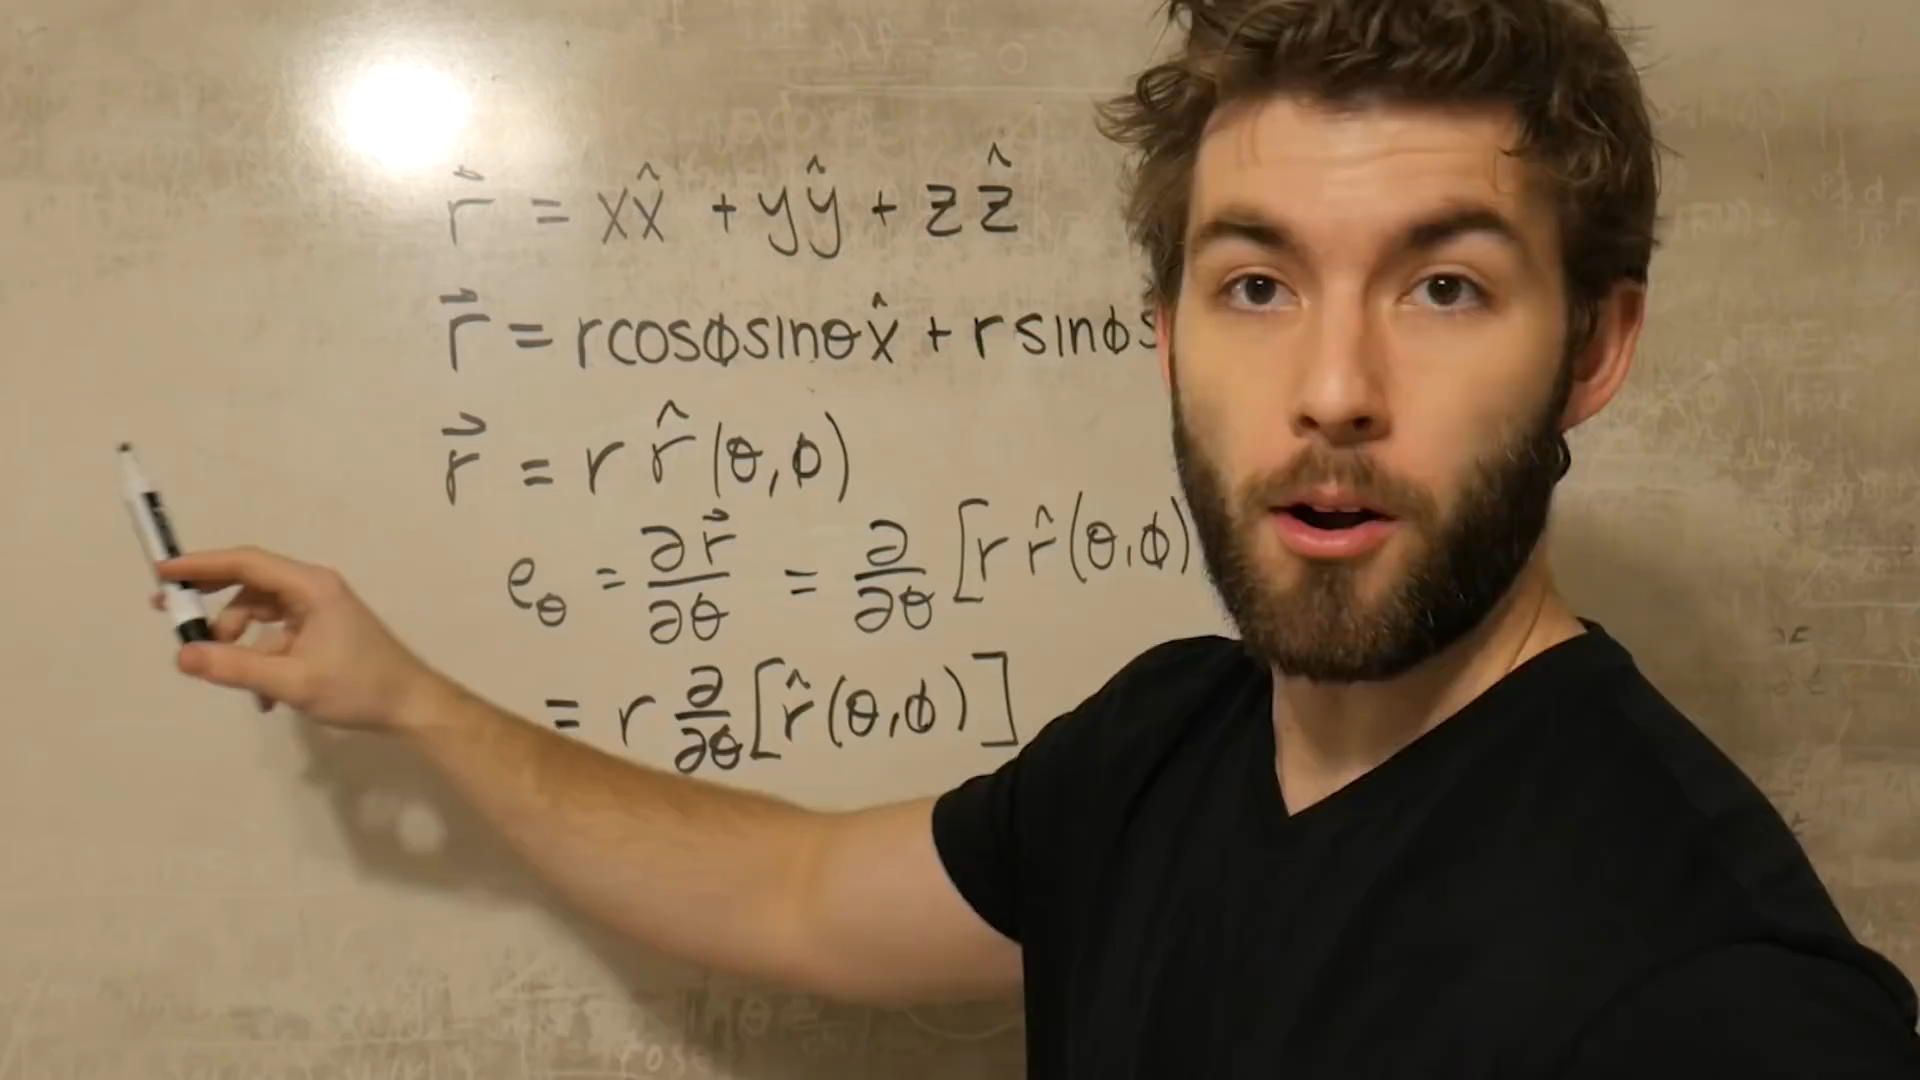 r⃗ = xx̂ + yŷ + zẑ
r⃗ = rcosϕsinθx̂ + rsinϕs
r⃗ = r r̂(θ,ϕ)
e_θ = ∂r⃗/∂θ = ∂/∂θ [r r̂(θ,ϕ)
= r ∂/∂θ [r̂(θ,ϕ)]